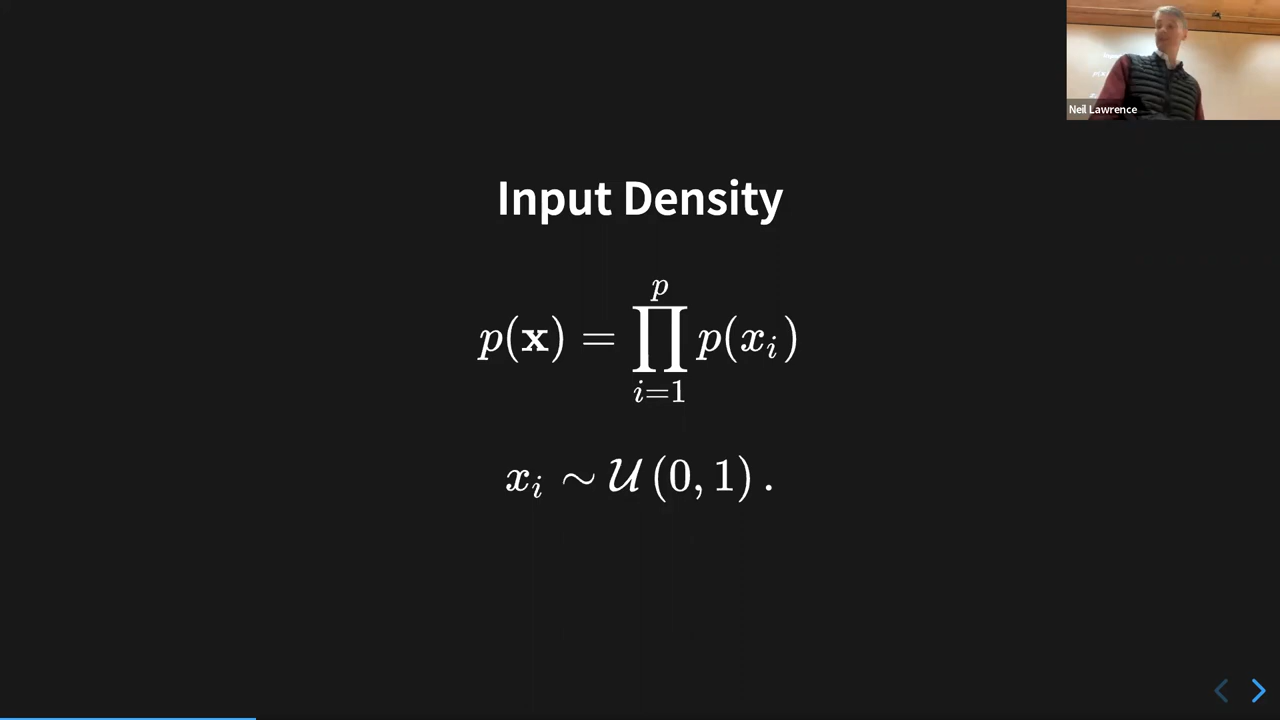 Neil Lawrence
Input Density
p(𝐱) = ∏_{i=1}^{p} p(x_i)
x_i ∼ 𝒰(0, 1).